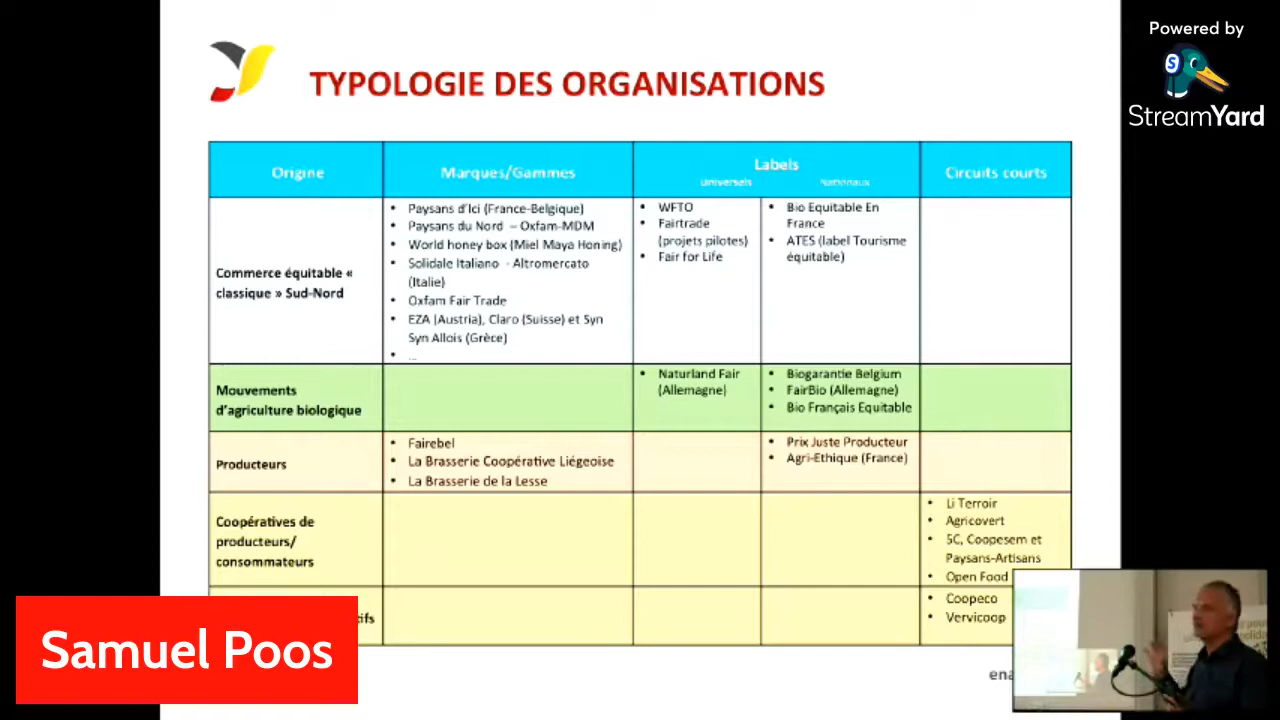 Powered by
StreamYard
TYPOLOGIE DES ORGANISATIONS
Origine
Marques/Gammes
Labels
Universels
Nationaux
Circuits courts
Commerce équitable «
classique » Sud-Nord
• Paysans d'Ici (France-Belgique)
• Paysans du Nord – Oxfam-MDM
• World honey box (Miel Maya Honing)
• Solidale Italiano - Altromercato
(Italie)
• Oxfam Fair Trade
• EZA (Austria), Claro (Suisse) et Syn
Syn Allois (Grèce)
• ...
• WFTO
• Fairtrade
(projets pilotes)
• Fair for Life
• Bio Equitable En
France
• ATES (label Tourisme
équitable)
Mouvements
d'agriculture biologique
• Naturland Fair
(Allemagne)
• Biogarantie Belgium
• FairBio (Allemagne)
• Bio Français Equitable
Producteurs
• Fairebel
• La Brasserie Coopérative Liégeoise
• La Brasserie de la Lesse
• Prix Juste Producteur
• Agri-Ethique (France)
Coopératives de
producteurs/
consommateurs
• Li Terroir
• Agricovert
• 5C, Coopesem et
Paysans-Artisans
• Open Food
• Coopeco
• Vervicoop
Samuel Poos